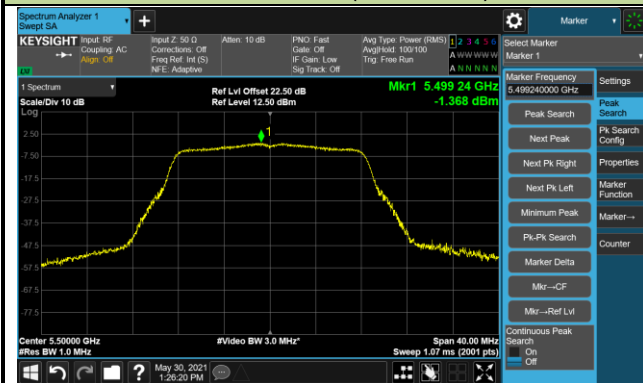 Spectrum Analyzer 1
Swept SA
+
Marker
KEYSIGHT
Input: RF
Coupling: AC
Align: Off
Input Z: 50 Ω
Corrections: Off
Freq Ref: Int (S)
NFE: Adaptive
Atten: 10 dB
PNO: Fast
Gate: Off
IF Gain: Low
Sig Track: Off
Avg Type: Power (RMS)
Avg|Hold: 100/100
Trig: Free Run
1 2 3 4 5 6
A W W W W W
A N N N N N
LV
Select Marker
Marker 1
1 Spectrum
Scale/Div 10 dB
Log
Ref Lvl Offset 22.50 dB
Ref Level 12.50 dBm
Mkr1 5.499 24 GHz
-1.368 dBm
1
2.50
-7.50
-17.5
-27.5
-37.5
-47.5
-57.5
-67.5
-77.5
Center 5.50000 GHz
#Res BW 1.0 MHz
#Video BW 3.0 MHz*
Span 40.00 MHz
Sweep 1.07 ms (2001 pts)
Marker Frequency
5.499240000 GHz
Peak Search
Next Peak
Next Pk Right
Next Pk Left
Minimum Peak
Pk-Pk Search
Marker Delta
Mkr→CF
Mkr→Ref Lvl
Continuous Peak
Search
On
Off
Settings
Peak
Search
Pk Search
Config
Properties
Marker
Function
Marker→
Counter
?
May 30, 2021
1:26:20 PM